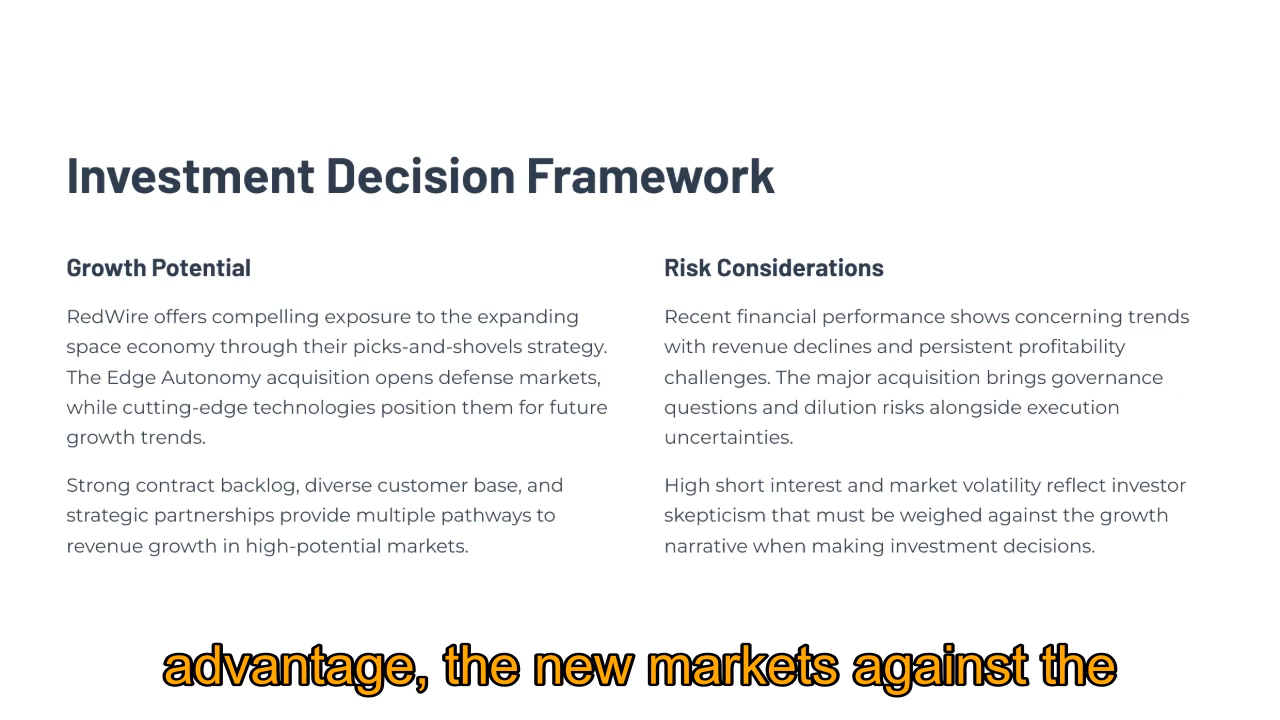 Investment Decision Framework
Growth Potential
RedWire offers compelling exposure to the expanding
space economy through their picks-and-shovels strategy.
The Edge Autonomy acquisition opens defense markets,
while cutting-edge technologies position them for future
growth trends.
Strong contract backlog, diverse customer base, and
strategic partnerships provide multiple pathways to
revenue growth in high-potential markets.
Risk Considerations
Recent financial performance shows concerning trends
with revenue declines and persistent profitability
challenges. The major acquisition brings governance
questions and dilution risks alongside execution
uncertainties.
High short interest and market volatility reflect investor
skepticism that must be weighed against the growth
narrative when making investment decisions.
advantage, the new markets against the